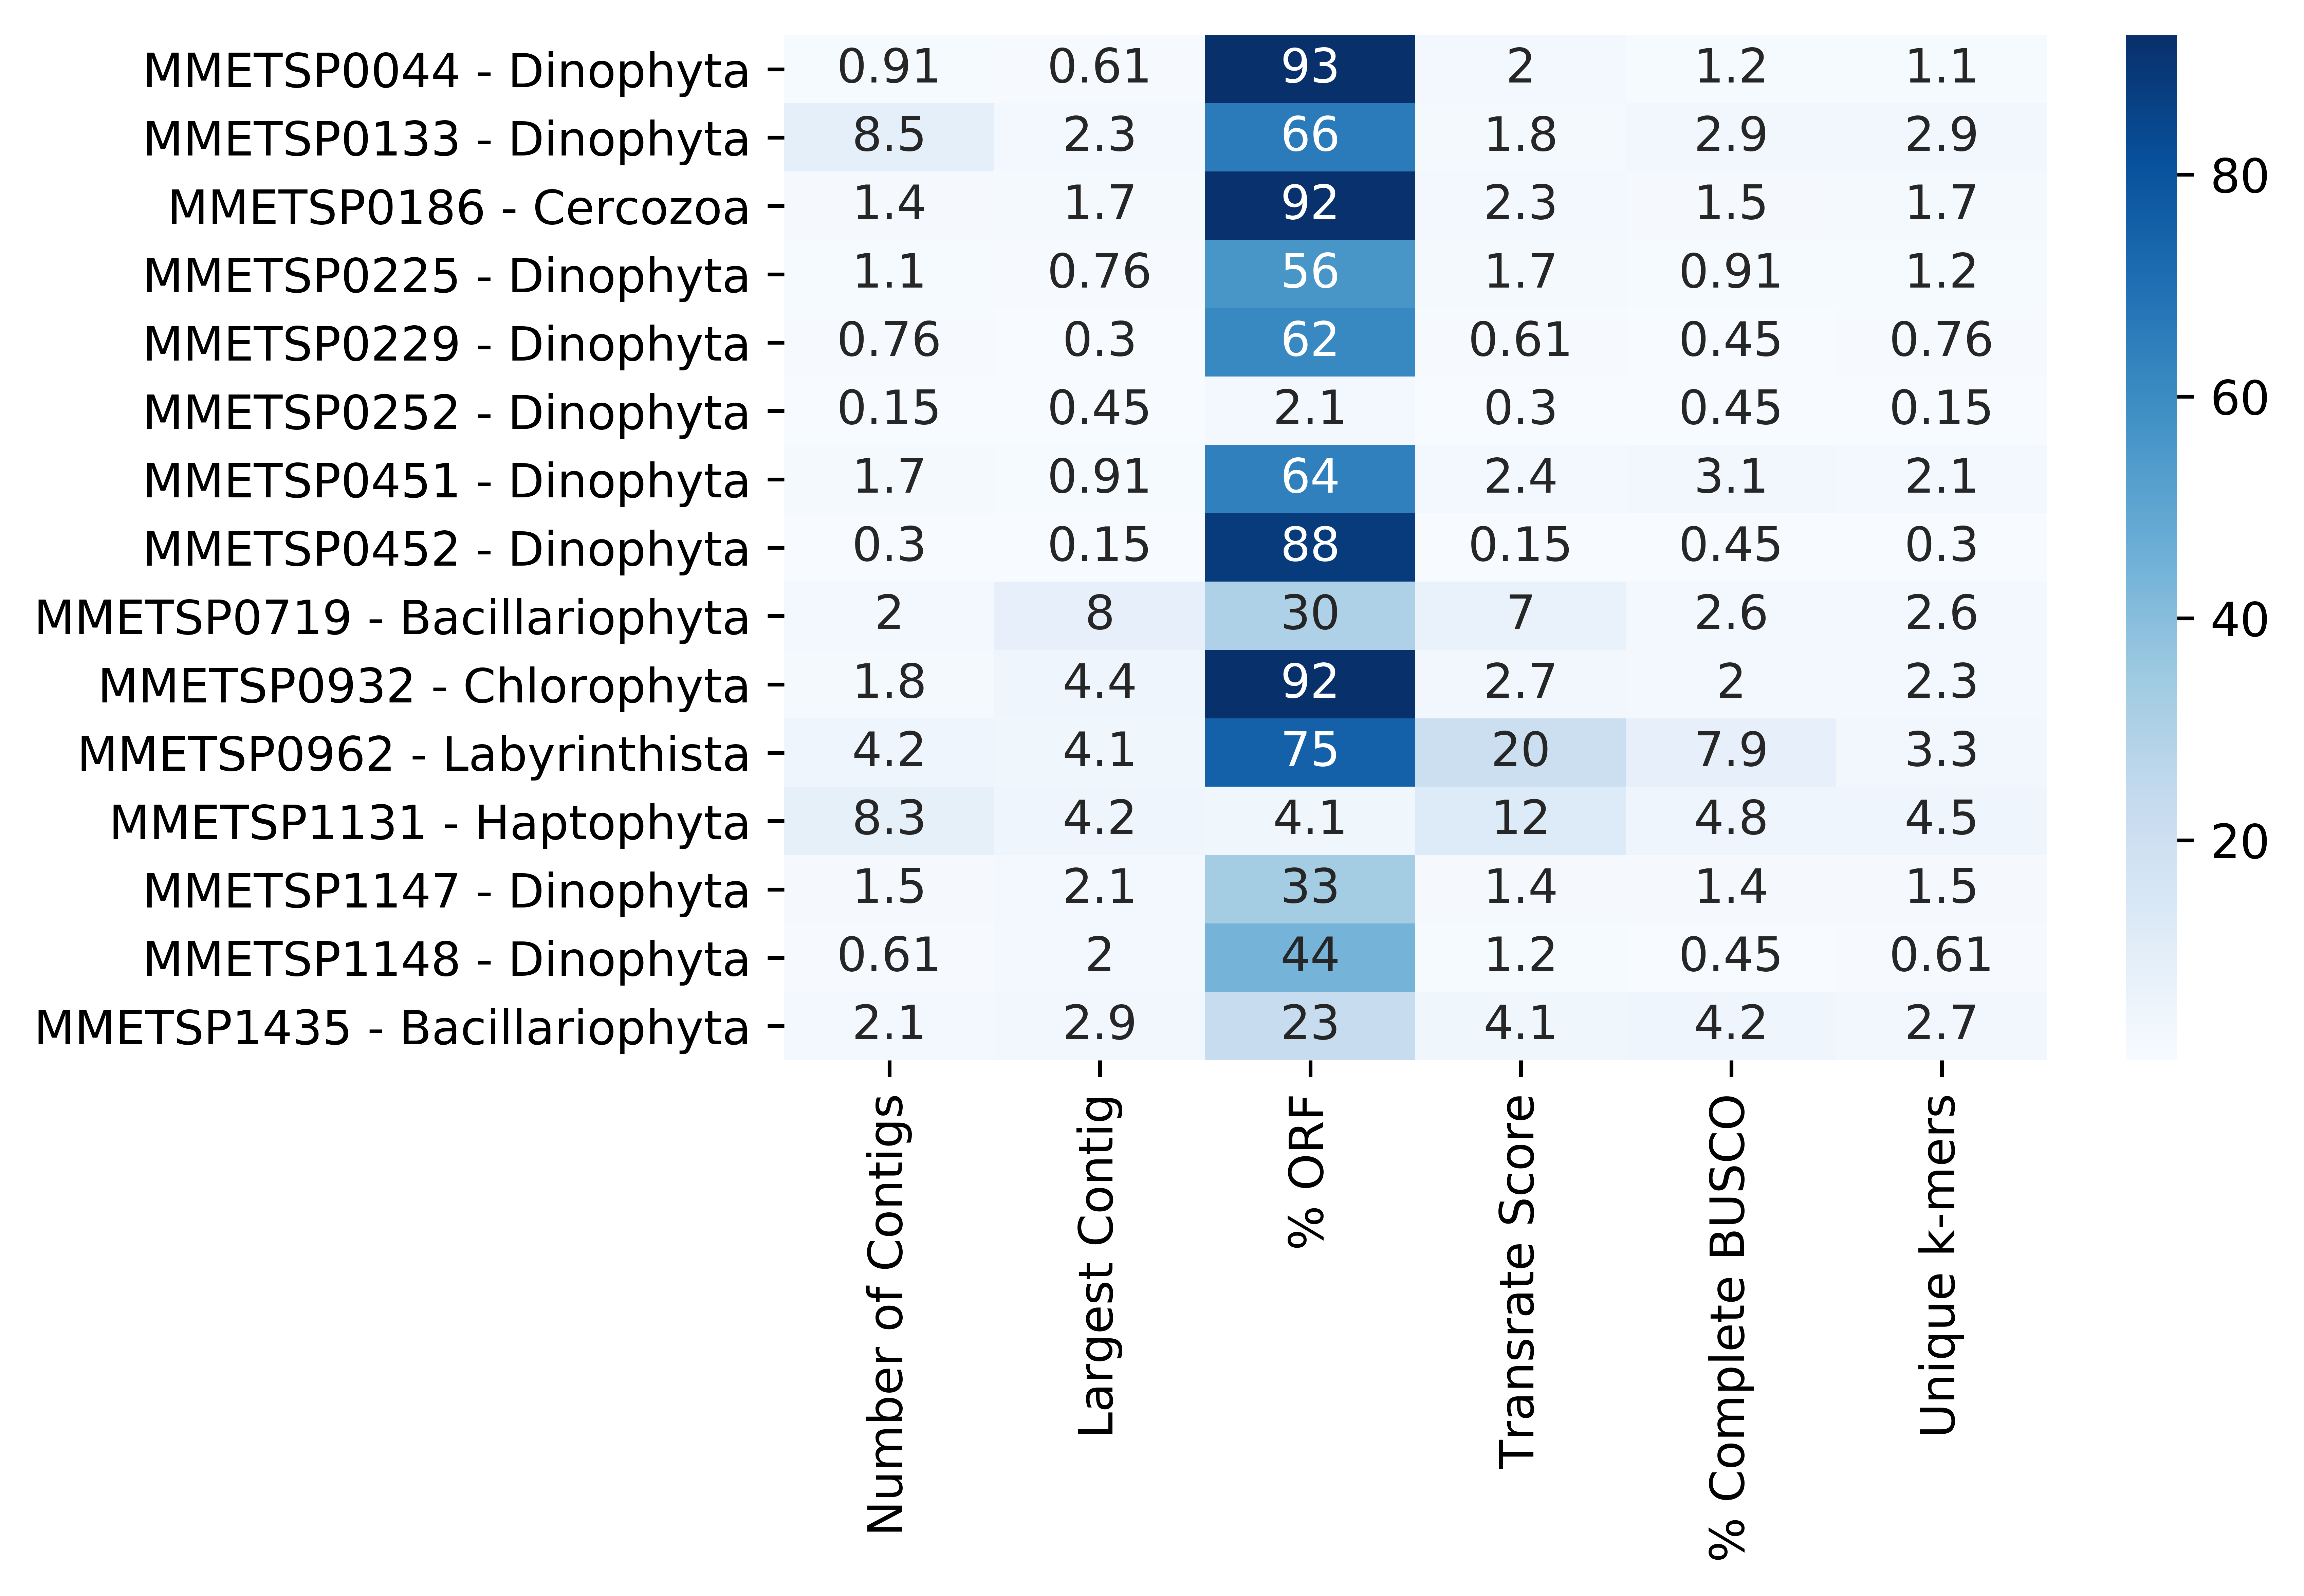 MMETSP0044 - Dinophyta 0.91 0.61 93 2 1.2 1.1
MMETSP0133 - Dinophyta 8.5 2.3 66 1.8 2.9 2.9
MMETSP0186 - Cercozoa 1.4 1.7 92 2.3 1.5 1.7
MMETSP0225 - Dinophyta 1.1 0.76 56 1.7 0.91 1.2
MMETSP0229 - Dinophyta 0.76 0.3 62 0.61 0.45 0.76
MMETSP0252 - Dinophyta 0.15 0.45 2.1 0.3 0.45 0.15
MMETSP0451 - Dinophyta 1.7 0.91 64 2.4 3.1 2.1
MMETSP0452 - Dinophyta 0.3 0.15 88 0.15 0.45 0.3
MMETSP0719 - Bacillariophyta 2 8 30 7 2.6 2.6
MMETSP0932 - Chlorophyta 1.8 4.4 92 2.7 2 2.3
MMETSP0962 - Labyrinthista 4.2 4.1 75 20 7.9 3.3
MMETSP1131 - Haptophyta 8.3 4.2 4.1 12 4.8 4.5
MMETSP1147 - Dinophyta 1.5 2.1 33 1.4 1.4 1.5
MMETSP1148 - Dinophyta 0.61 2 44 1.2 0.45 0.61
MMETSP1435 - Bacillariophyta 2.1 2.9 23 4.1 4.2 2.7
Number of Contigs
Largest Contig
% ORF
Transrate Score
% Complete BUSCO
Unique k-mers
80
60
40
20